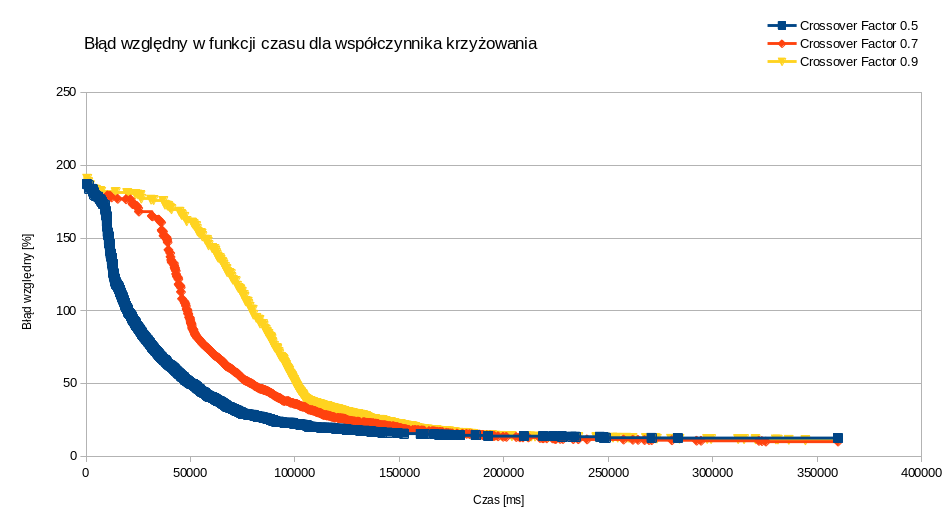 Błąd względny w funkcji czasu dla współczynnika krzyżowania
Crossover Factor 0.5
Crossover Factor 0.7
Crossover Factor 0.9
250
200
150
100
50
0
Błąd względny [%]
0 50000 100000 150000 200000 250000 300000 350000 400000
Czas [ms]